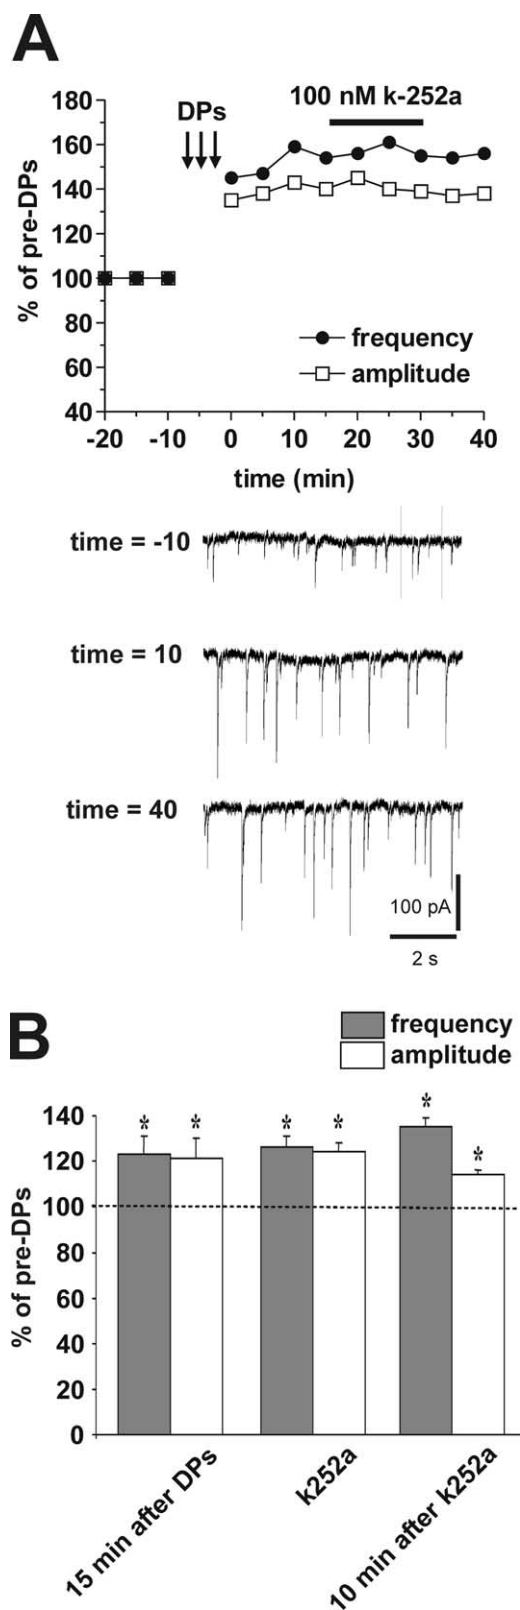 A
DPs
100 nM k-252a
180
160
140
120
100
80
60
40
% of pre-DPs
frequency
amplitude
-20 -10 0 10 20 30 40
time (min)
time = -10
time = 10
time = 40
100 pA
2 s
B
frequency
amplitude
* * * * * *
140
120
100
80
60
40
20
0
% of pre-DPs
15 min after DPs
k252a
10 min after k252a